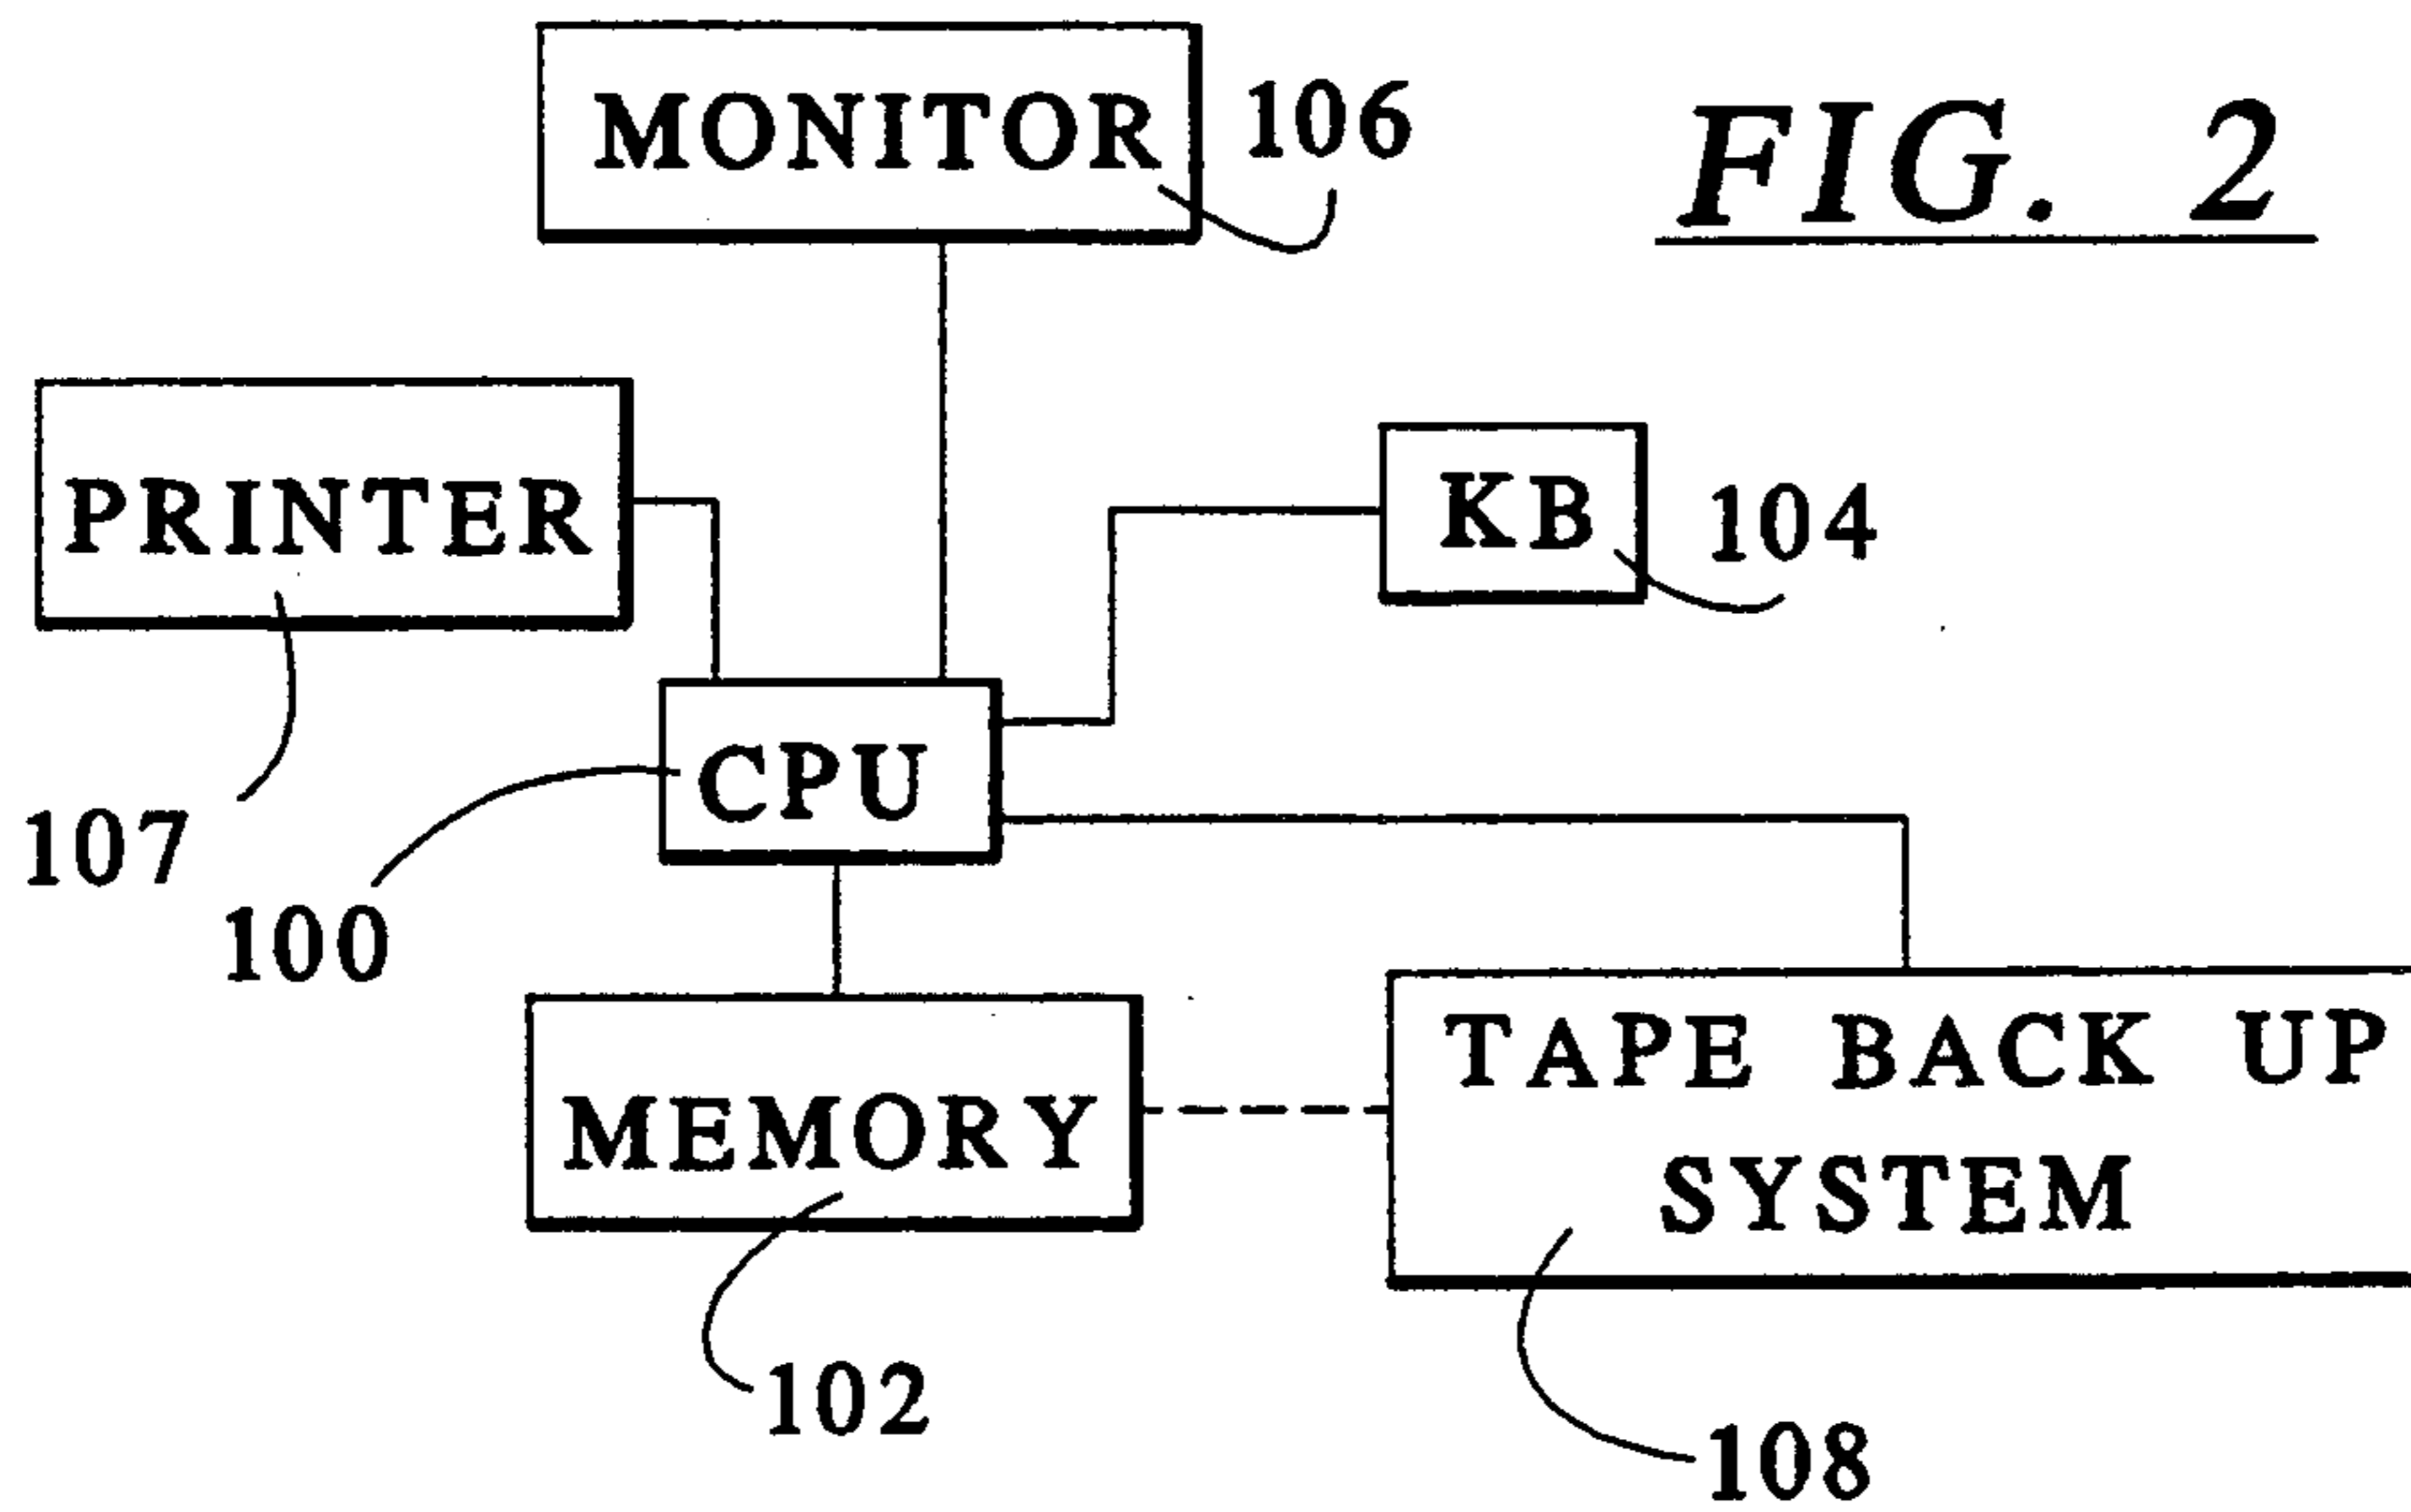 MONITOR
106
FIG. 2
PRINTER
KB
104
CPU
107
100
TAPE BACK UP
SYSTEM
MEMORY
102
108